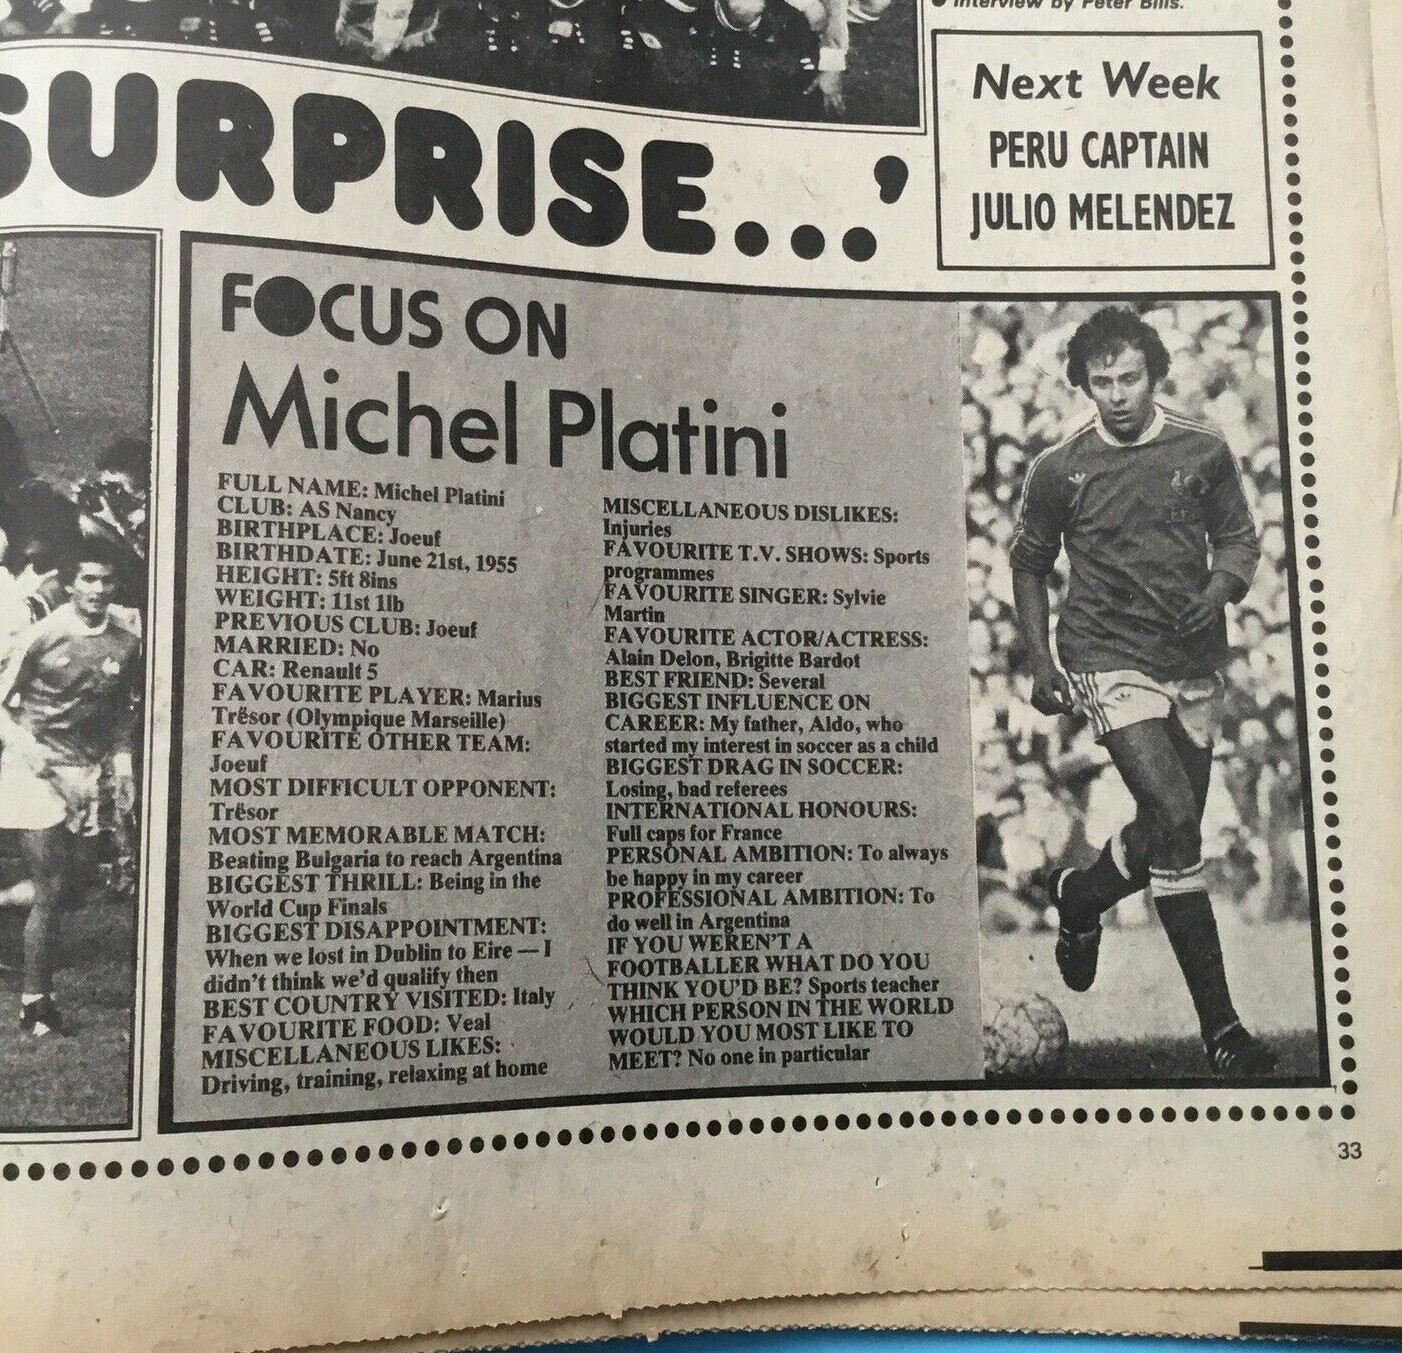 Interview by Peter Bills.
SURPRISE...'
Next Week
PERU CAPTAIN
JULIO MELENDEZ
FOCUS ON
Michel Platini
FULL NAME: Michel Platini
CLUB: AS Nancy
BIRTHPLACE: Joeuf
BIRTHDATE: June 21st, 1955
HEIGHT: 5ft 8ins
WEIGHT: 11st 1lb
PREVIOUS CLUB: Joeuf
MARRIED: No
CAR: Renault 5
FAVOURITE PLAYER: Marius
Trësor (Olympique Marseille)
FAVOURITE OTHER TEAM:
Joeuf
MOST DIFFICULT OPPONENT:
Trësor
MOST MEMORABLE MATCH:
Beating Bulgaria to reach Argentina
BIGGEST THRILL: Being in the
World Cup Finals
BIGGEST DISAPPOINTMENT:
When we lost in Dublin to Eire — I
didn't think we'd qualify then
BEST COUNTRY VISITED: Italy
FAVOURITE FOOD: Veal
MISCELLANEOUS LIKES:
Driving, training, relaxing at home
MISCELLANEOUS DISLIKES:
Injuries
FAVOURITE T.V. SHOWS: Sports
programmes
FAVOURITE SINGER: Sylvie
Martin
FAVOURITE ACTOR/ACTRESS:
Alain Delon, Brigitte Bardot
BEST FRIEND: Several
BIGGEST INFLUENCE ON
CAREER: My father, Aldo, who
started my interest in soccer as a child
BIGGEST DRAG IN SOCCER:
Losing, bad referees
INTERNATIONAL HONOURS:
Full caps for France
PERSONAL AMBITION: To always
be happy in my career
PROFESSIONAL AMBITION: To
do well in Argentina
IF YOU WEREN'T A
FOOTBALLER WHAT DO YOU
THINK YOU'D BE? Sports teacher
WHICH PERSON IN THE WORLD
WOULD YOU MOST LIKE TO
MEET? No one in particular
33